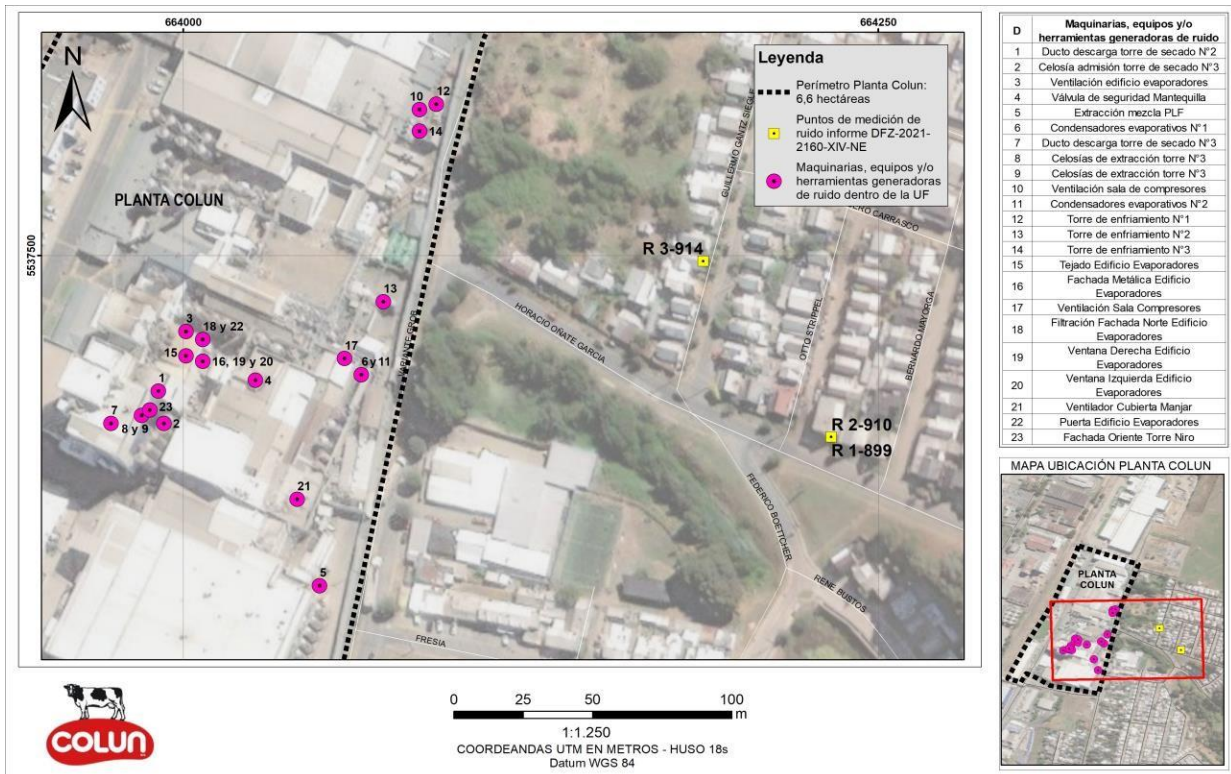 664000
664250
5537500
N
PLANTA COLUN
10
12
14
13
3
18 y 22
15
16, 19 y 20
17
6 y 11
4
1
7
23
8 y 9
2
21
5
R 3-914
R 2-910
R 1-899
GUILLERMO GANTZ SIEGLE
CARRASCO
HORACIO OÑATE GARCIA
OTTO STRIPPEL
BERNARDO MAYORGA
FEDERICO BOETTCHER
RENE BUSTOS
FRESIA
Leyenda
Perímetro Planta Colun:
6,6 hectáreas
Puntos de medición de
ruido informe DFZ-2021-
2160-XIV-NE
Maquinarias, equipos y/o
herramientas generadoras
de ruido dentro de la UF
D Maquinarias, equipos y/o
herramientas generadoras de ruido
1 Ducto descarga torre de secado N°2
2 Celosía admisión torre de secado N°3
3 Ventilación edificio evaporadores
4 Válvula de seguridad Mantequilla
5 Extracción mezcla PLF
6 Condensadores evaporativos N°1
7 Ducto descarga torre de secado N°3
8 Celosías de extracción torre N°3
9 Celosías de extracción torre N°3
10 Ventilación sala de compresores
11 Condensadores evaporativos N°2
12 Torre de enfriamiento N°1
13 Torre de enfriamiento N°2
14 Torre de enfriamiento N°3
15 Tejado Edificio Evaporadores
16 Fachada Metálica Edificio
Evaporadores
17 Ventilación Sala Compresores
18 Filtración Fachada Norte Edificio
Evaporadores
19 Ventana Derecha Edificio
Evaporadores
20 Ventana Izquierda Edificio
Evaporadores
21 Ventilador Cubierta Manjar
22 Puerta Edificio Evaporadores
23 Fachada Oriente Torre Niro
MAPA UBICACIÓN PLANTA COLUN
PLANTA
COLUN
COLUN
0 25 50 100
m
1:1.250
COORDEANDAS UTM EN METROS - HUSO 18s
Datum WGS 84